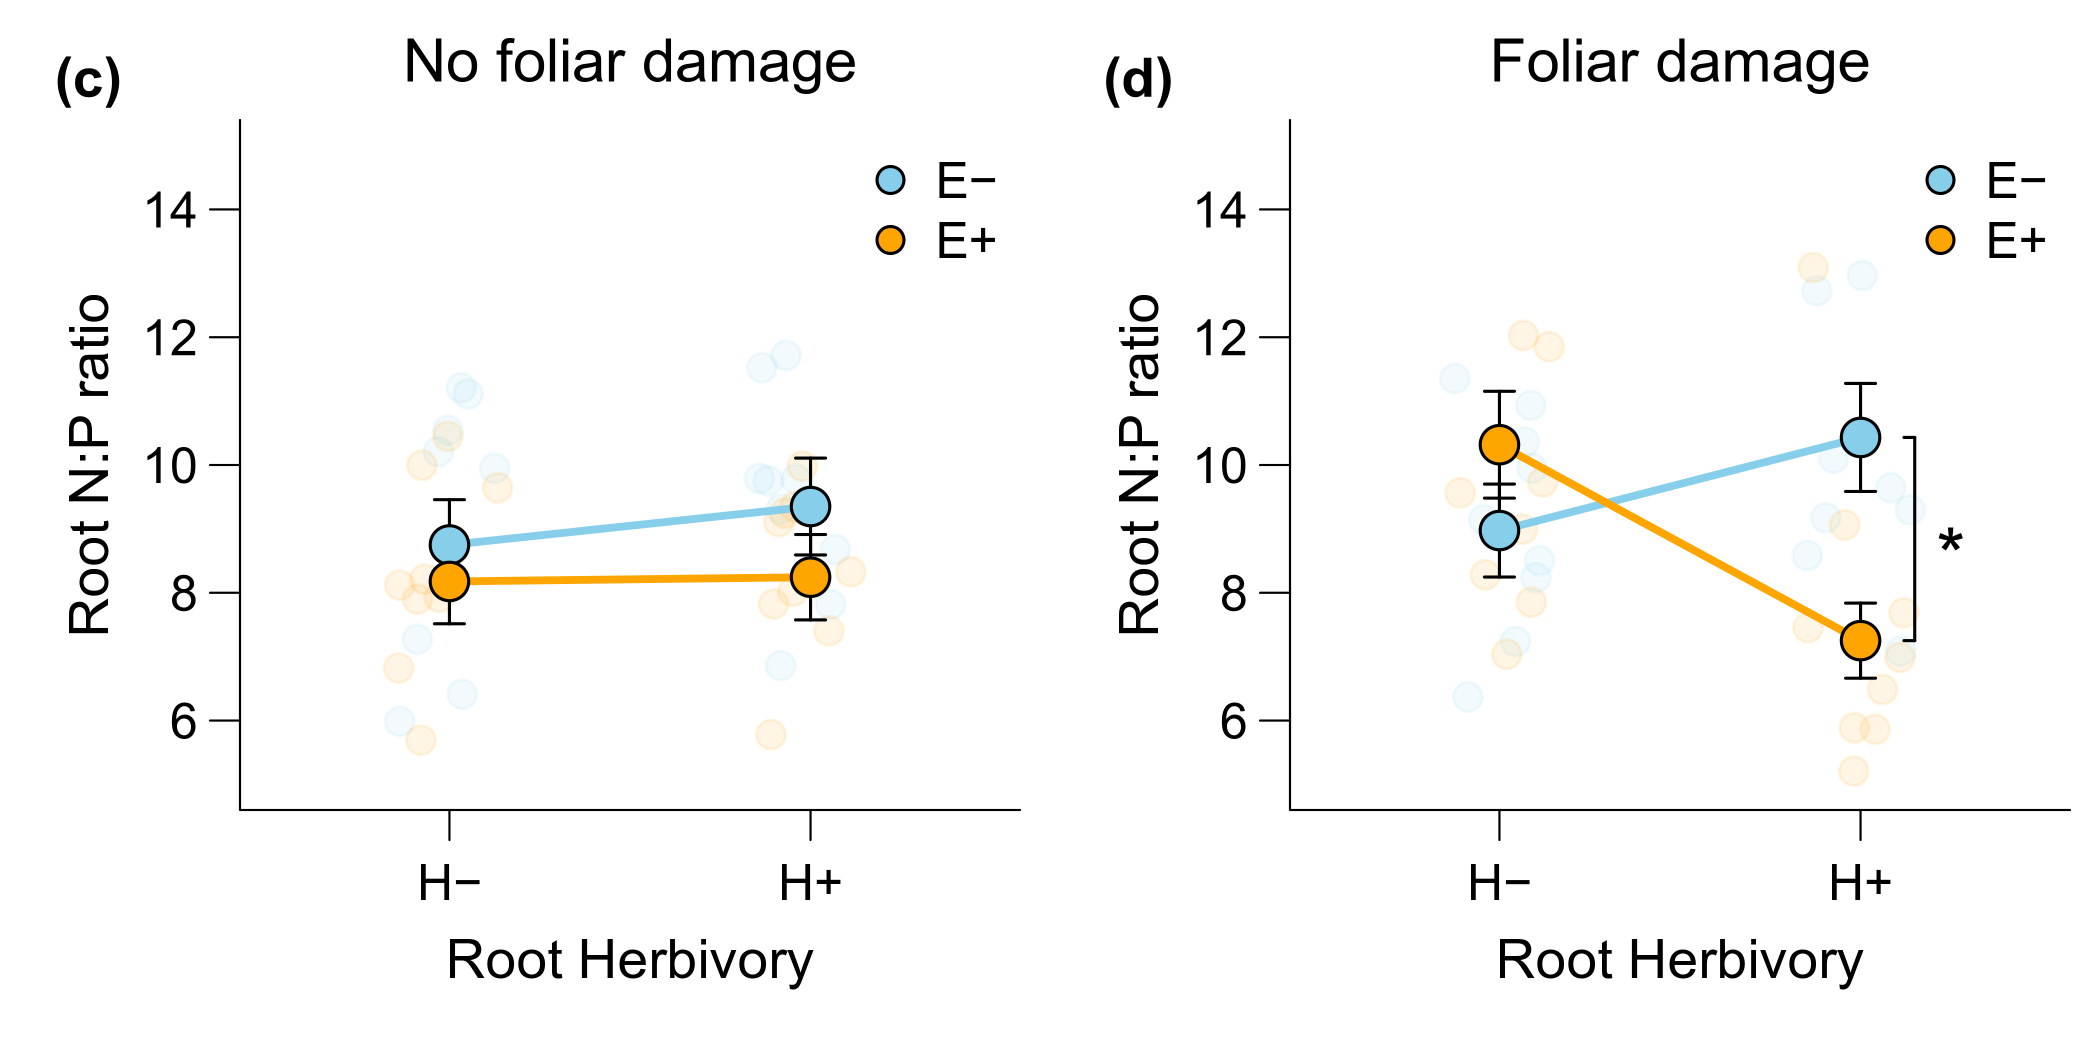 (c)
No foliar damage
E−
E+
Root N:P ratio
14
12
10
8
6
H−
H+
Root Herbivory
(d)
Foliar damage
E−
E+
Root N:P ratio
14
12
10
8
6
*
H−
H+
Root Herbivory